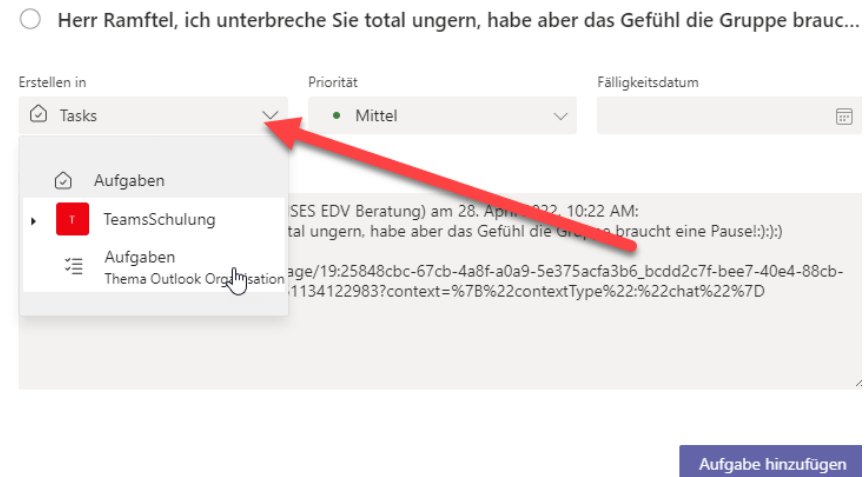 Herr Ramftel, ich unterbreche Sie total ungern, habe aber das Gefühl die Gruppe brauc...
Erstellen in
Priorität
Fälligkeitsdatum
Tasks
Mittel
Aufgaben
T
TeamsSchulung
Aufgaben
Thema Outlook Organisation
SES EDV Beratung) am 28. April 2022, 10:22 AM:
tal ungern, habe aber das Gefühl die Gruppe braucht eine Pause!:):):)
age/19:25848cbc-67cb-4a8f-a0a9-5e375acfa3b6_bcdd2c7f-bee7-40e4-88cb-
1134122983?context=%7B%22contextType%22:%22chat%22%7D
Aufgabe hinzufügen